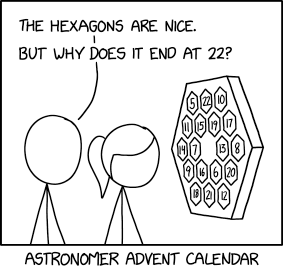 THE HEXAGONS ARE NICE.
BUT WHY DOES IT END AT 22?
5 22 10
11 15 19 17
14 7 13 8
9 16 6 20
18 21 12
ASTRONOMER ADVENT CALENDAR